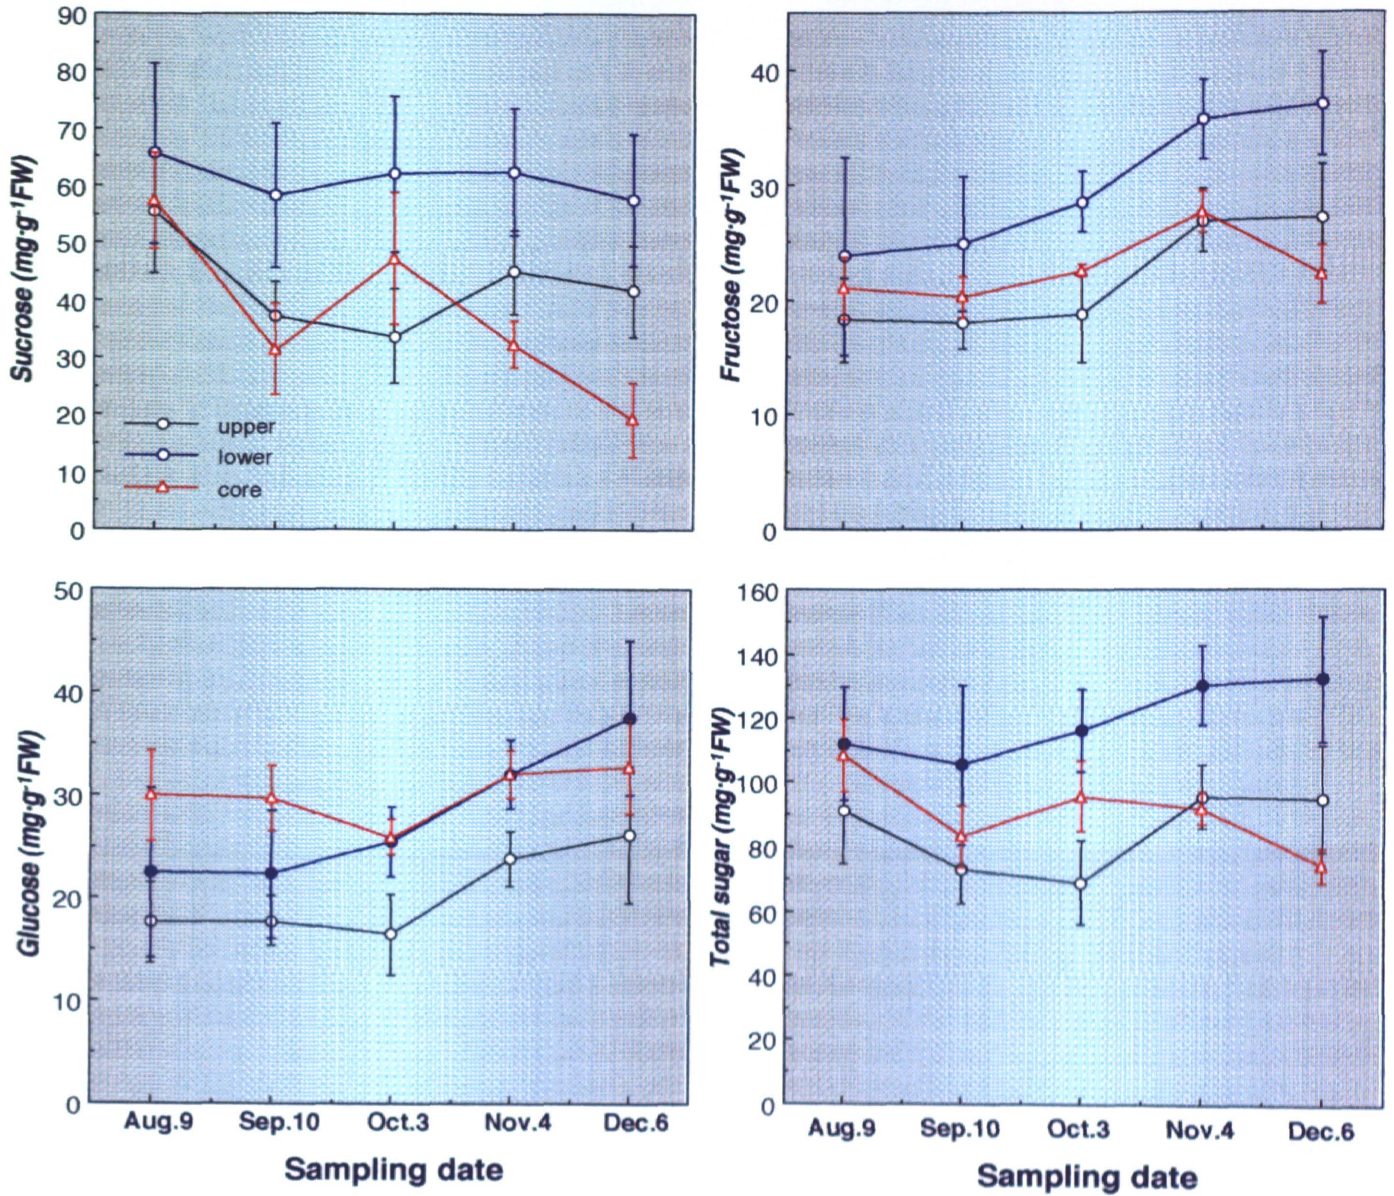 90
80
70
60
50
40
30
20
10
0
Sucrose (mg·g⁻¹FW)
upper
lower
core
40
30
20
10
0
Fructose (mg·g⁻¹FW)
50
40
30
20
10
0
Glucose (mg·g⁻¹FW)
Aug.9 Sep.10 Oct.3 Nov.4 Dec.6
Sampling date
160
140
120
100
80
60
40
20
0
Total sugar (mg·g⁻¹FW)
Aug.9 Sep.10 Oct.3 Nov.4 Dec.6
Sampling date